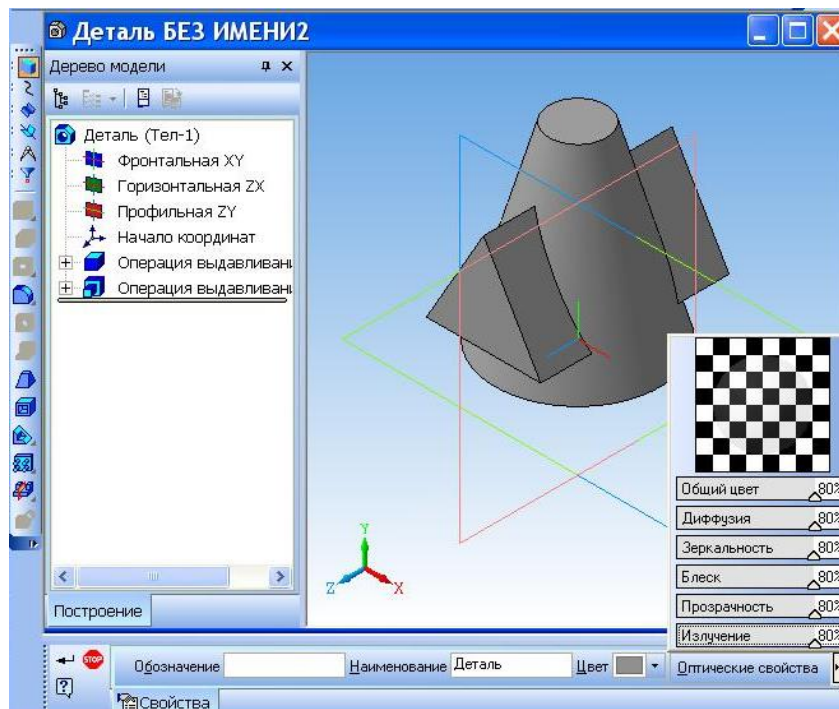 Деталь БЕЗ ИМЕНИ2
Дерево модели
Деталь (Тел-1)
Фронтальная XY
Горизонтальная ZX
Профильная ZY
Начало координат
Операция выдавливани
Операция выдавливани
Построение
Y
Z
X
Общий цвет 80%
Диффузия 80%
Зеркальность 80%
Блеск 80%
Прозрачность 80%
Излучение 80%
STOP
Обозначение Наименование Деталь Цвет Оптические свойства
Свойства